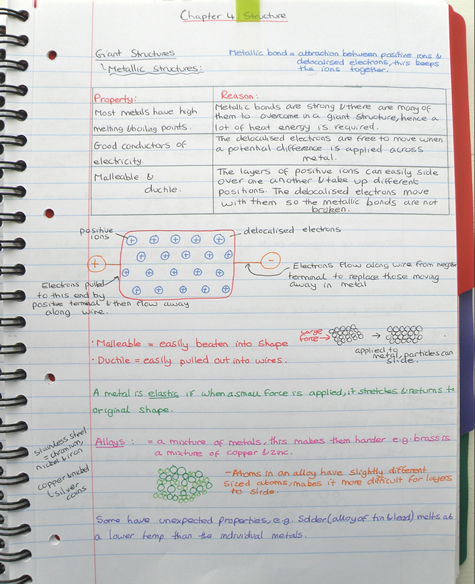 Chapter 4: Structure
Giant Structures
Metallic structures:
Metallic bond = attraction between positive ions &
delocalised electrons, this keeps
the ions together.
Property:
Reason:
Most metals have high
melting & boiling points.
Metallic bonds are strong & there are many of
them to overcome in a giant structure, hence a
lot of heat energy is required.
Good conductors of
electricity.
The delocalised electrons are free to move when
a potential difference is applied across
metal.
Malleable &
ductile.
The layers of positive ions can easily slide
over one another & take up different
positions. The delocalised electrons move
with them so the metallic bonds are not
broken.
positive
ions
delocalised electrons
+
-
Electrons pulled
to this end by
positive terminal & then flow away
along wire.
Electrons flow along wire from negative
terminal to replace those moving
away in metal
• Malleable = easily beaten into shape
• Ductile = easily pulled out into wires.
large
force
applied to
metal, particles can
slide.
A metal is elastic if when a small force is applied, it stretches & returns to
original shape.
Alloys: = a mixture of metals, this makes them harder e.g. brass is
a mixture of copper & zinc.
stainless steel
= chromium,
nickel & iron
copper & nickel
silver
coins
- Atoms in an alloy have slightly different
sized atoms, makes it more difficult for layers
to slide.
Some have unexpected properties, e.g. Solder (alloy of tin & lead) melts at
a lower temp than the individual metals.